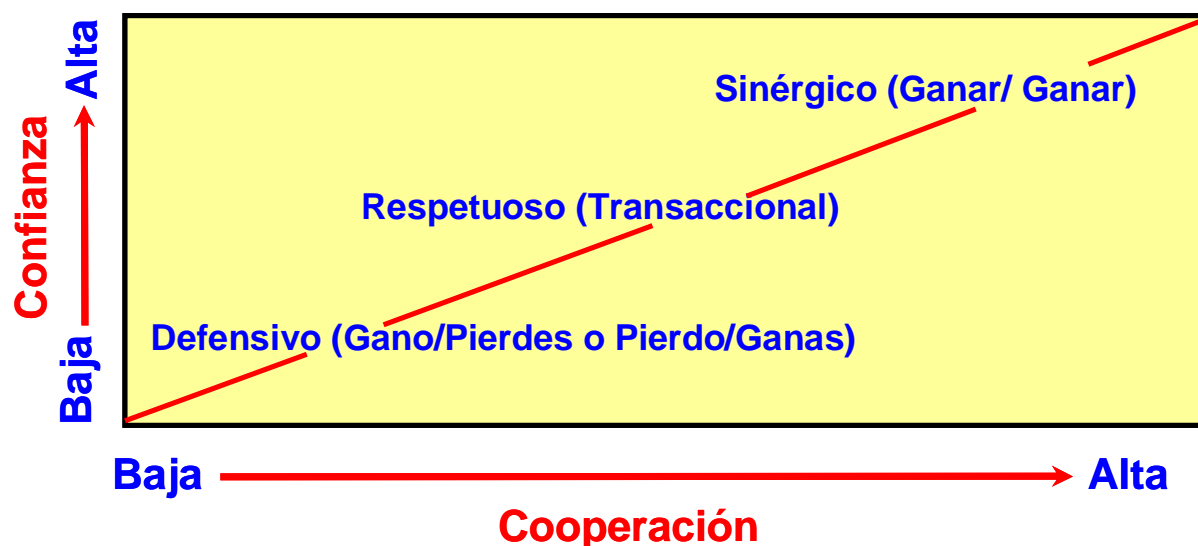 Alta
Confianza
Baja
Sinérgico (Ganar/ Ganar)
Respetuoso (Transaccional)
Defensivo (Gano/Pierdes o Pierdo/Ganas)
Baja
Alta
Cooperación